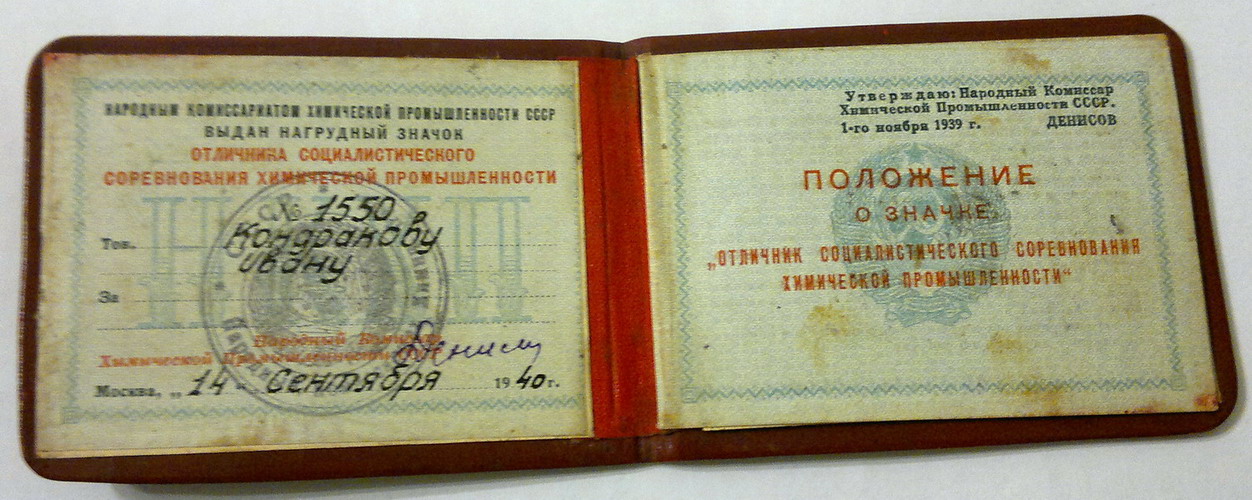 НАРОДНЫМ КОМИССАРИАТОМ ХИМИЧЕСКОЙ ПРОМЫШЛЕННОСТИ СССР
ВЫДАН НАГРУДНЫЙ ЗНАЧОК
ОТЛИЧНИКА СОЦИАЛИСТИЧЕСКОГО
СОРЕВНОВАНИЯ ХИМИЧЕСКОЙ ПРОМЫШЛЕННОСТИ
№ 1550
Тов. Кондракову
Ивану
За
Народный Комиссар
Химической Промышленности СССР
Москва, „14" Сентября 1940 г.
Утверждаю: Народный Комиссар
Химической Промышленности СССР.
1-го ноября 1939 г. ДЕНИСОВ
ПОЛОЖЕНИЕ
О ЗНАЧКЕ
„ОТЛИЧНИК СОЦИАЛИСТИЧЕСКОГО СОРЕВНОВАНИЯ
ХИМИЧЕСКОЙ ПРОМЫШЛЕННОСТИ“